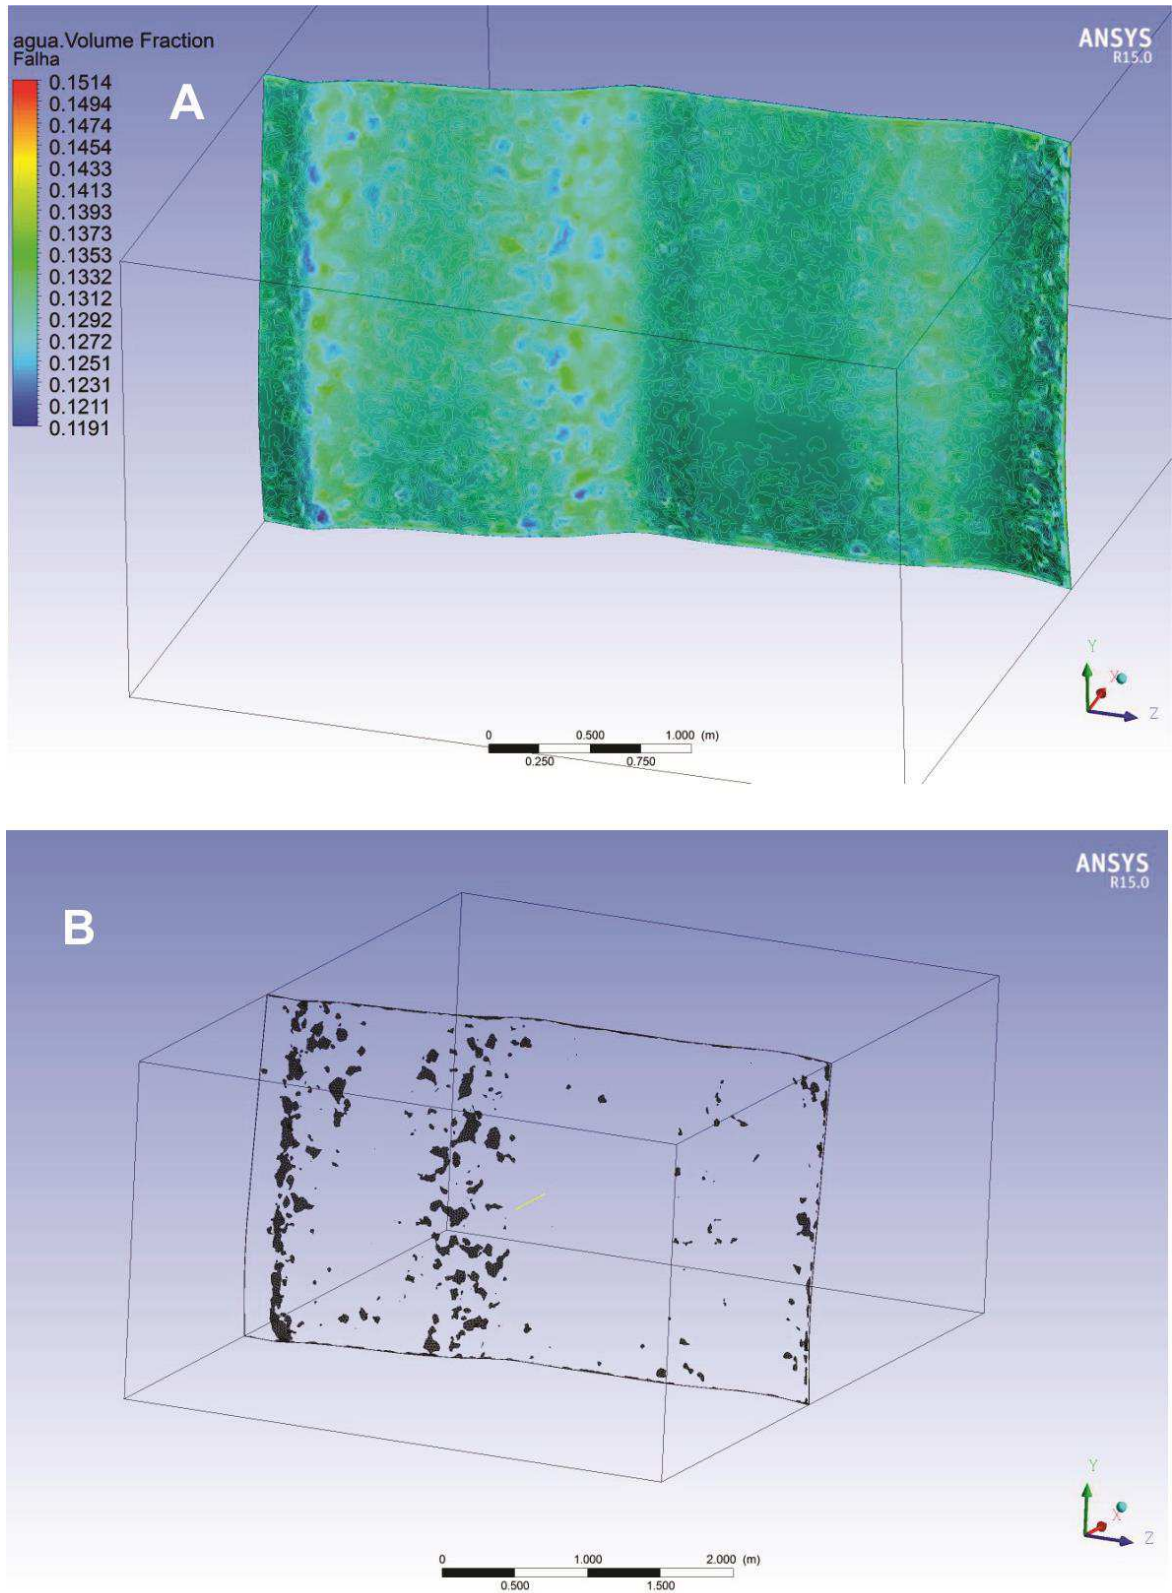 agua.Volume Fraction
Falha
0.1514
0.1494
0.1474
0.1454
0.1433
0.1413
0.1393
0.1373
0.1353
0.1332
0.1312
0.1292
0.1272
0.1251
0.1231
0.1211
0.1191
A
ANSYS
R15.0
Y
X
Z
0 0.500 1.000 (m)
0.250 0.750
B
ANSYS
R15.0
Y
X
Z
0 1.000 2.000 (m)
0.500 1.500